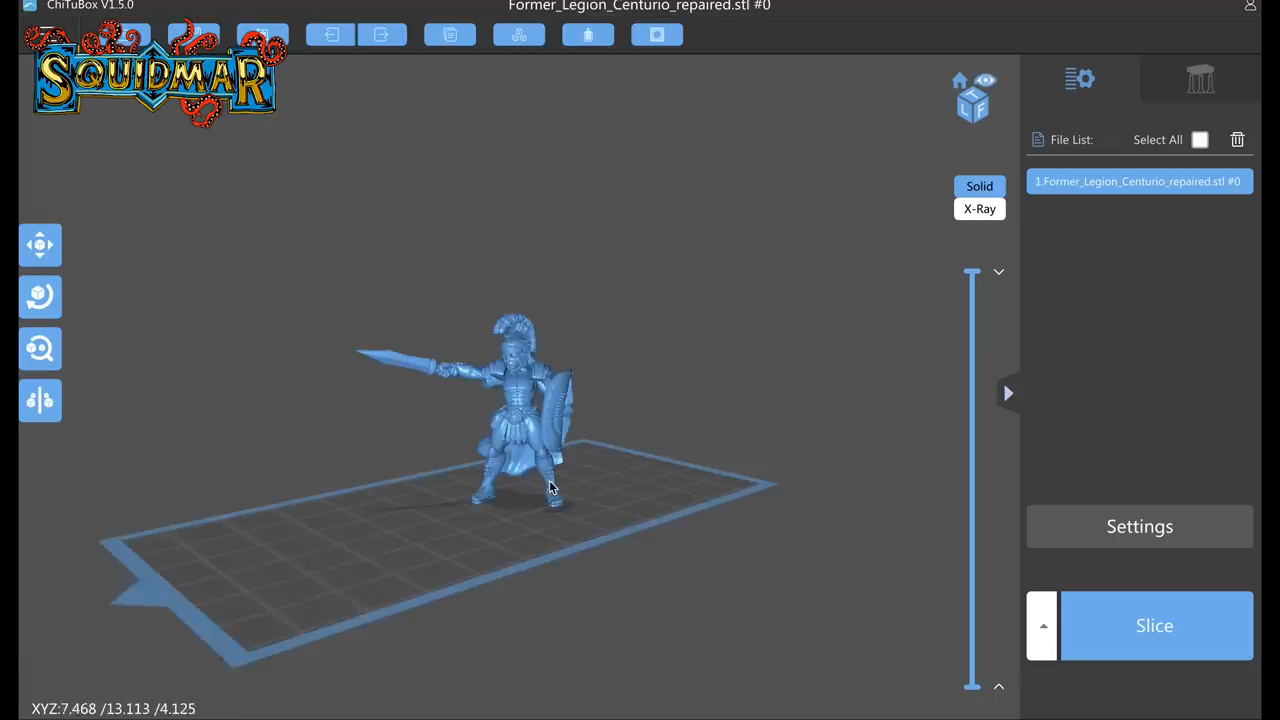 ChiTuBox V1.5.0
Former_Legion_Centurio_repaired.stl #0
SQUIDMAR
T
L F
File List:
Select All
1.Former_Legion_Centurio_repaired.stl #0
Solid
X-Ray
Settings
Slice
XYZ:7.468 /13.113 /4.125